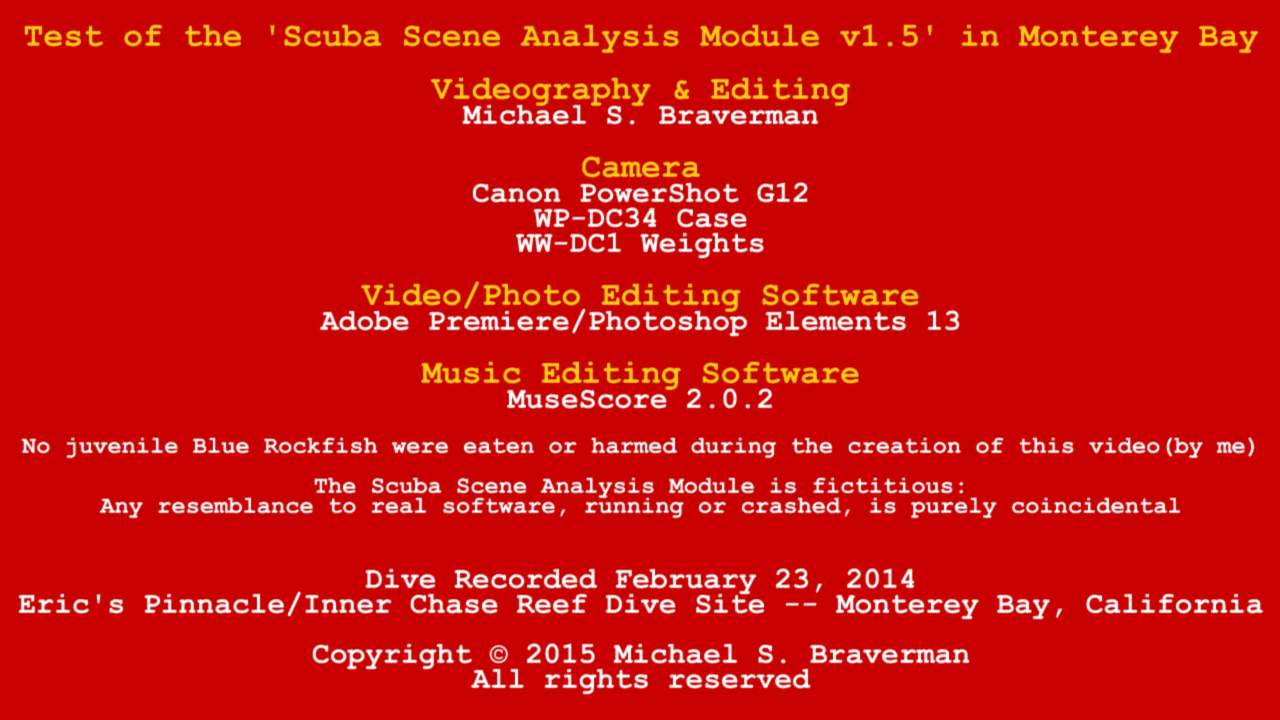 Test of the 'Scuba Scene Analysis Module v1.5' in Monterey Bay
Videography & Editing
Michael S. Braverman
Camera
Canon PowerShot G12
WP-DC34 Case
WW-DC1 Weights
Video/Photo Editing Software
Adobe Premiere/Photoshop Elements 13
Music Editing Software
MuseScore 2.0.2
No juvenile Blue Rockfish were eaten or harmed during the creation of this video(by me)
The Scuba Scene Analysis Module is fictitious:
Any resemblance to real software, running or crashed, is purely coincidental
Dive Recorded February 23, 2014
Eric's Pinnacle/Inner Chase Reef Dive Site -- Monterey Bay, California
Copyright © 2015 Michael S. Braverman
All rights reserved